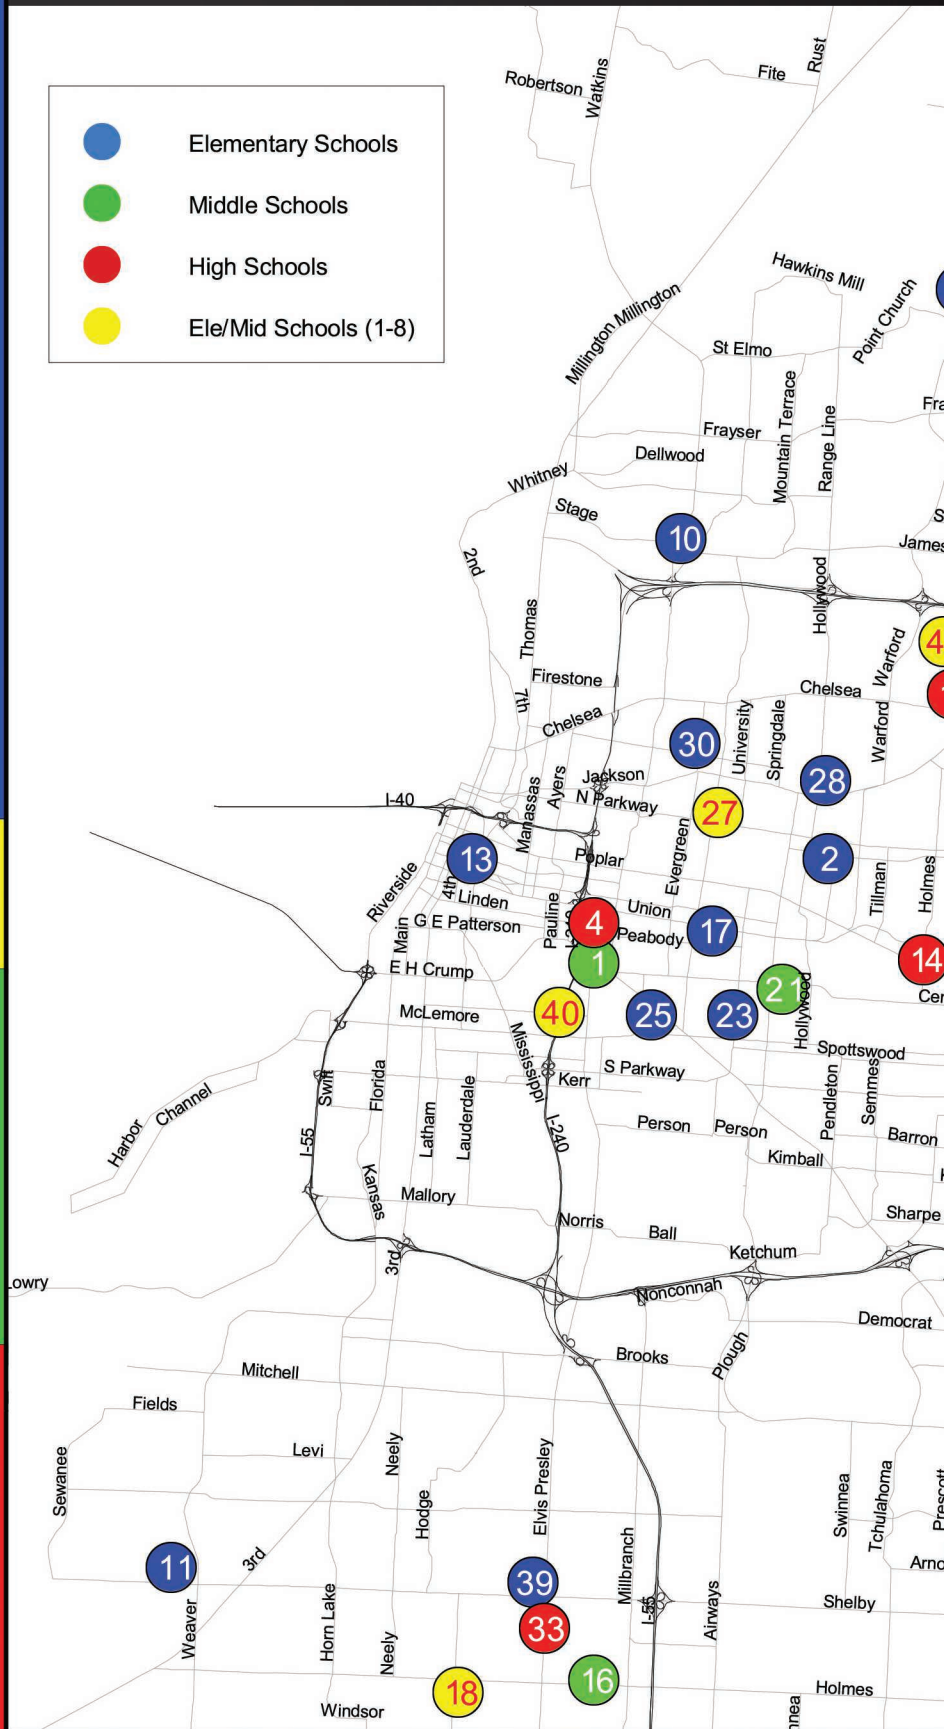 Elementary Schools
Middle Schools
High Schools
Ele/Mid Schools (1-8)
Robertson
Watkins
Fite
Rust
Hawkins Mill
Point Church
Millington Millington
St Elmo
Mountain Terrace
Range Line
Frayser
Dellwood
Whitney
Stage
10
James
2nd
Hollywood
Thomas
Warford
4
Firestone
7th
Chelsea
Chelsea
University
Springdale
Warford
30
28
Jackson
Ayers
Manassas
N Parkway
I-40
27
13
Poplar
Evergreen
2
Tillman
Holmes
Riverside
4th
Linden
Union
Pauline
G E Patterson
Main
4
Peabody
17
14
E H Crump
1
21
Hollywood
McLemore
40
25
23
Mississippi
Spottswood
Swift
Florida
Kerr
S Parkway
Pendleton
Semmes
Harbor
Channel
Latham
Lauderdale
I-240
Person
Person
Barron
I-55
Kimball
Kansas
Mallory
Norris
Ball
Sharpe
3rd
Ketchum
Lowry
Nonconnah
Democrat
Brooks
Plough
Mitchell
Fields
Levi
Neely
Sewanee
Hodge
Elvis Presley
Swinnea
Tchulahoma
Prescott
11
3rd
39
Millbranch
I-55
Airways
Shelby
Weaver
Horn Lake
Neely
33
16
18
Holmes
Windsor